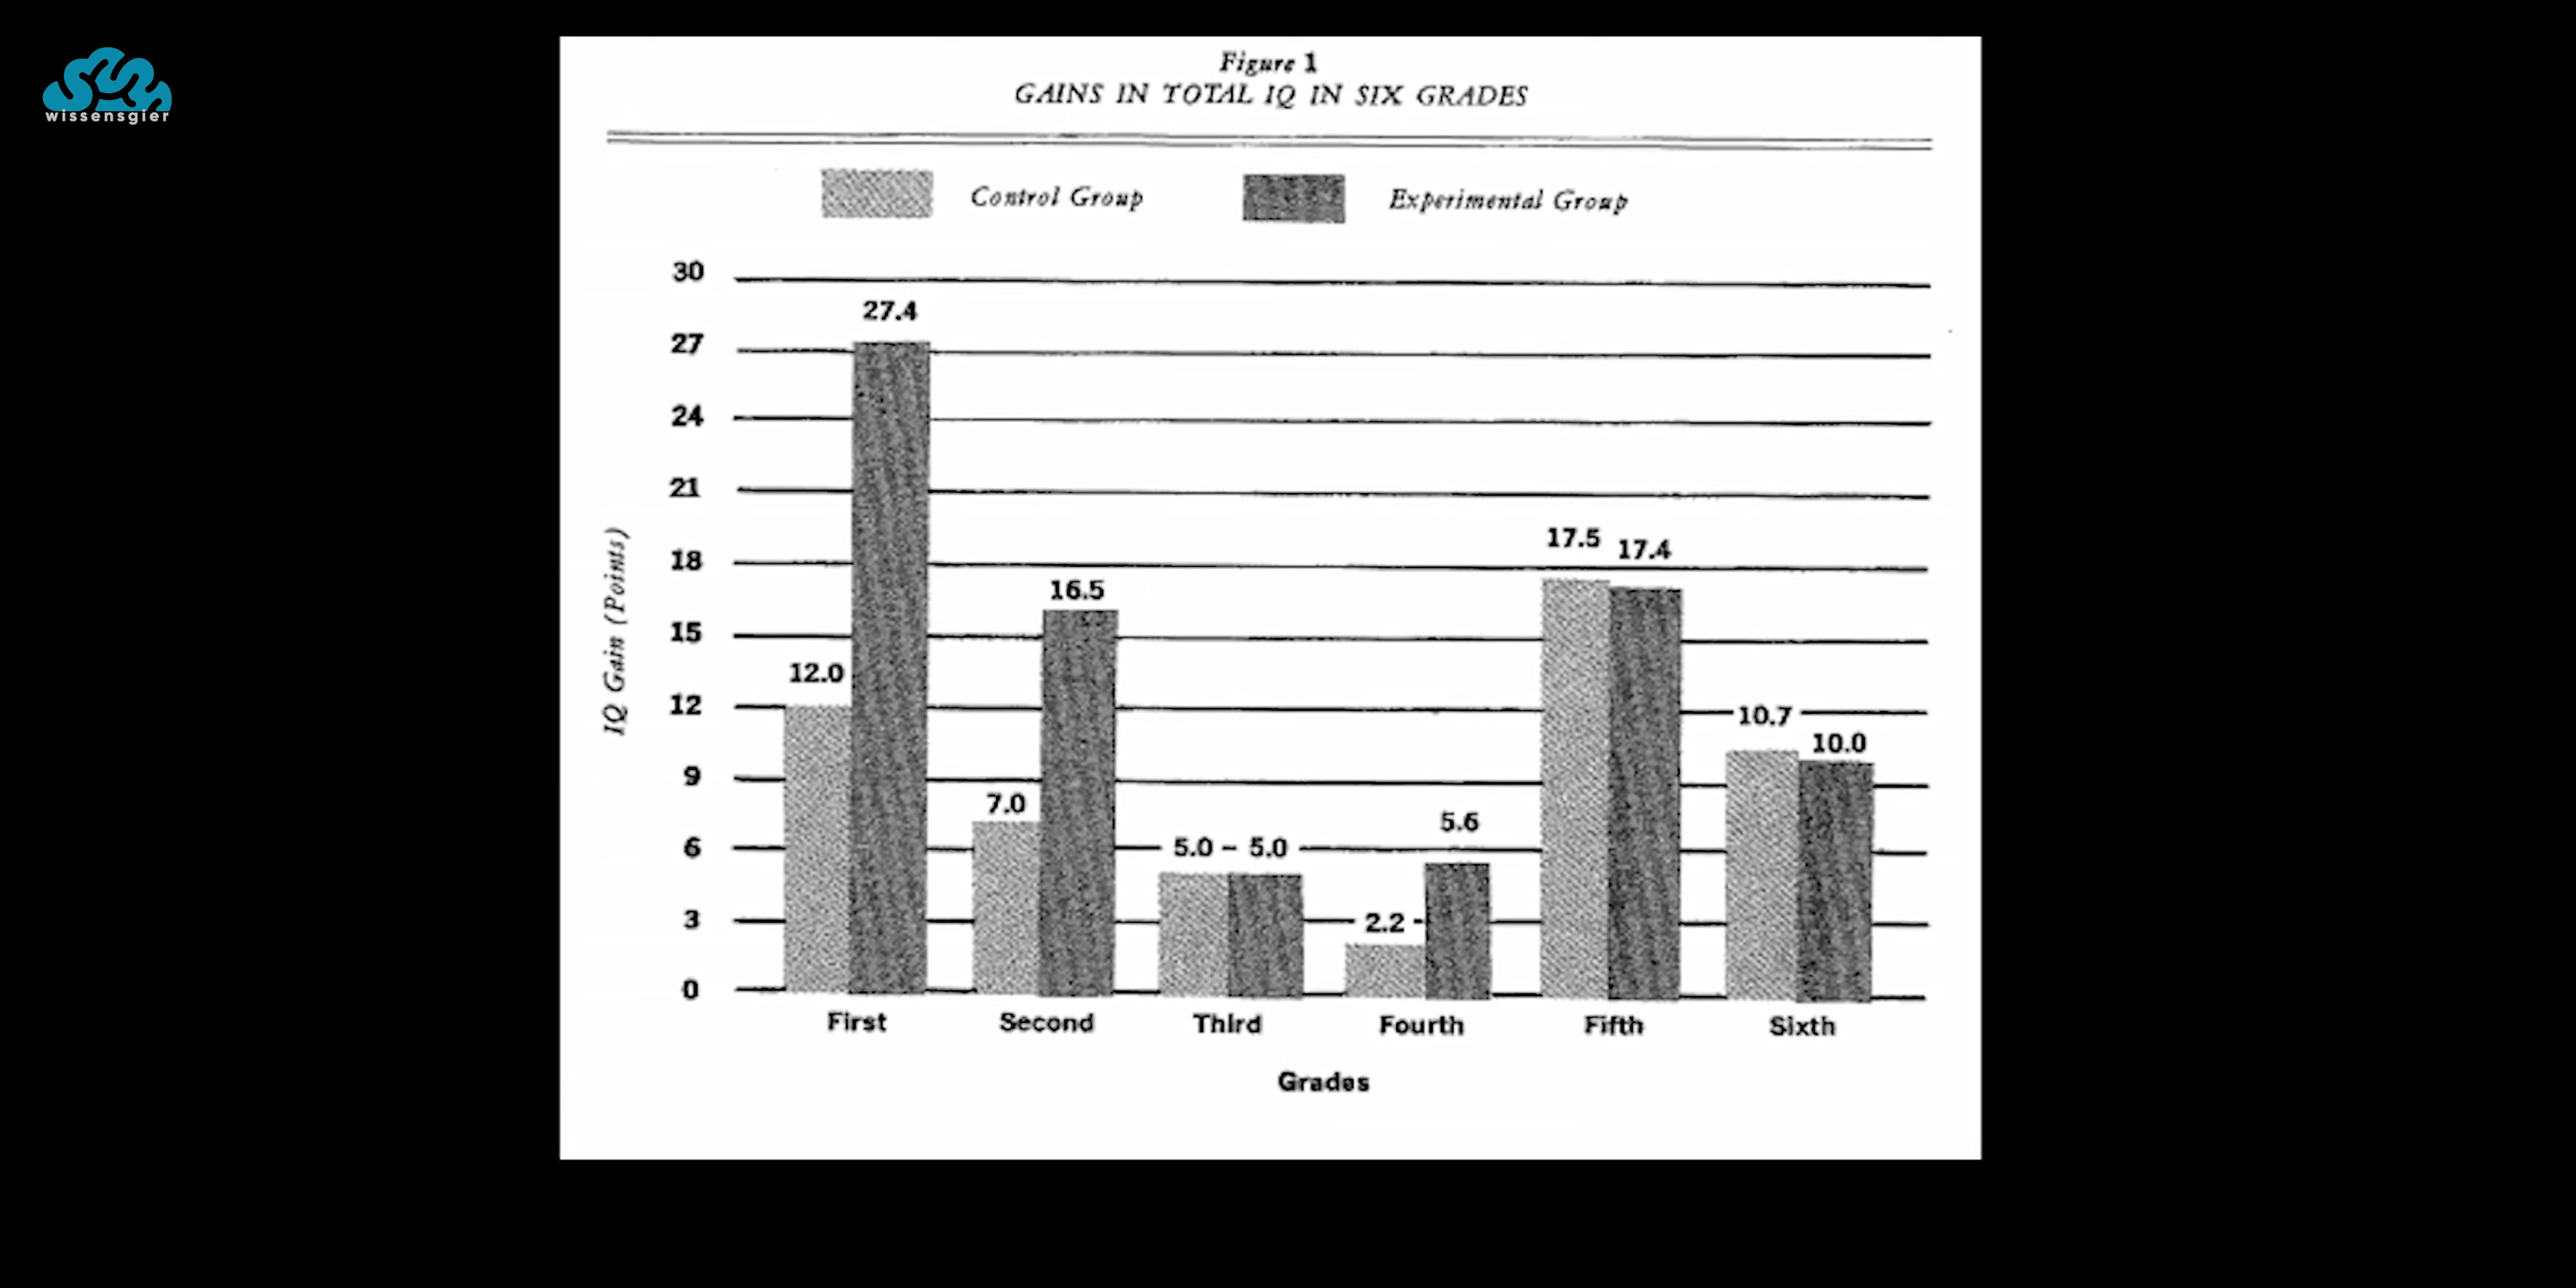 wissensgier
Figure 1
GAINS IN TOTAL IQ IN SIX GRADES
Control Group
Experimental Group
IQ Gain (Points)
30
27
24
21
18
15
12
9
6
3
0
12.0
27.4
7.0
16.5
5.0 - 5.0
2.2 -
5.6
17.5
17.4
10.7
10.0
First
Second
Third
Fourth
Fifth
Sixth
Grades